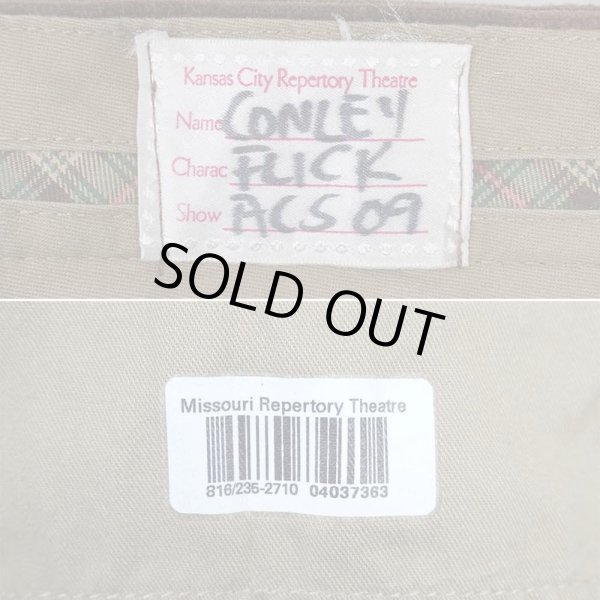 Kansas City Repertory Theatre
Name CONLEY
Charac FLICK
Show ACS 09
SOLD OUT
Missouri Repertory Theatre
816/235-2710 04037363